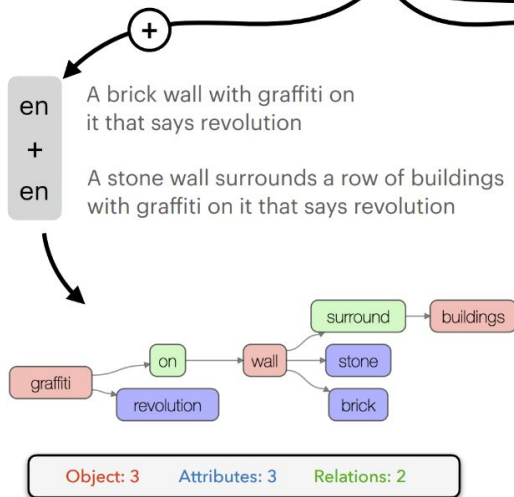 +
en
+
en
A brick wall with graffiti on
it that says revolution
A stone wall surrounds a row of buildings
with graffiti on it that says revolution
surround
buildings
on
wall
stone
graffiti
revolution
brick
Object: 3 Attributes: 3 Relations: 2